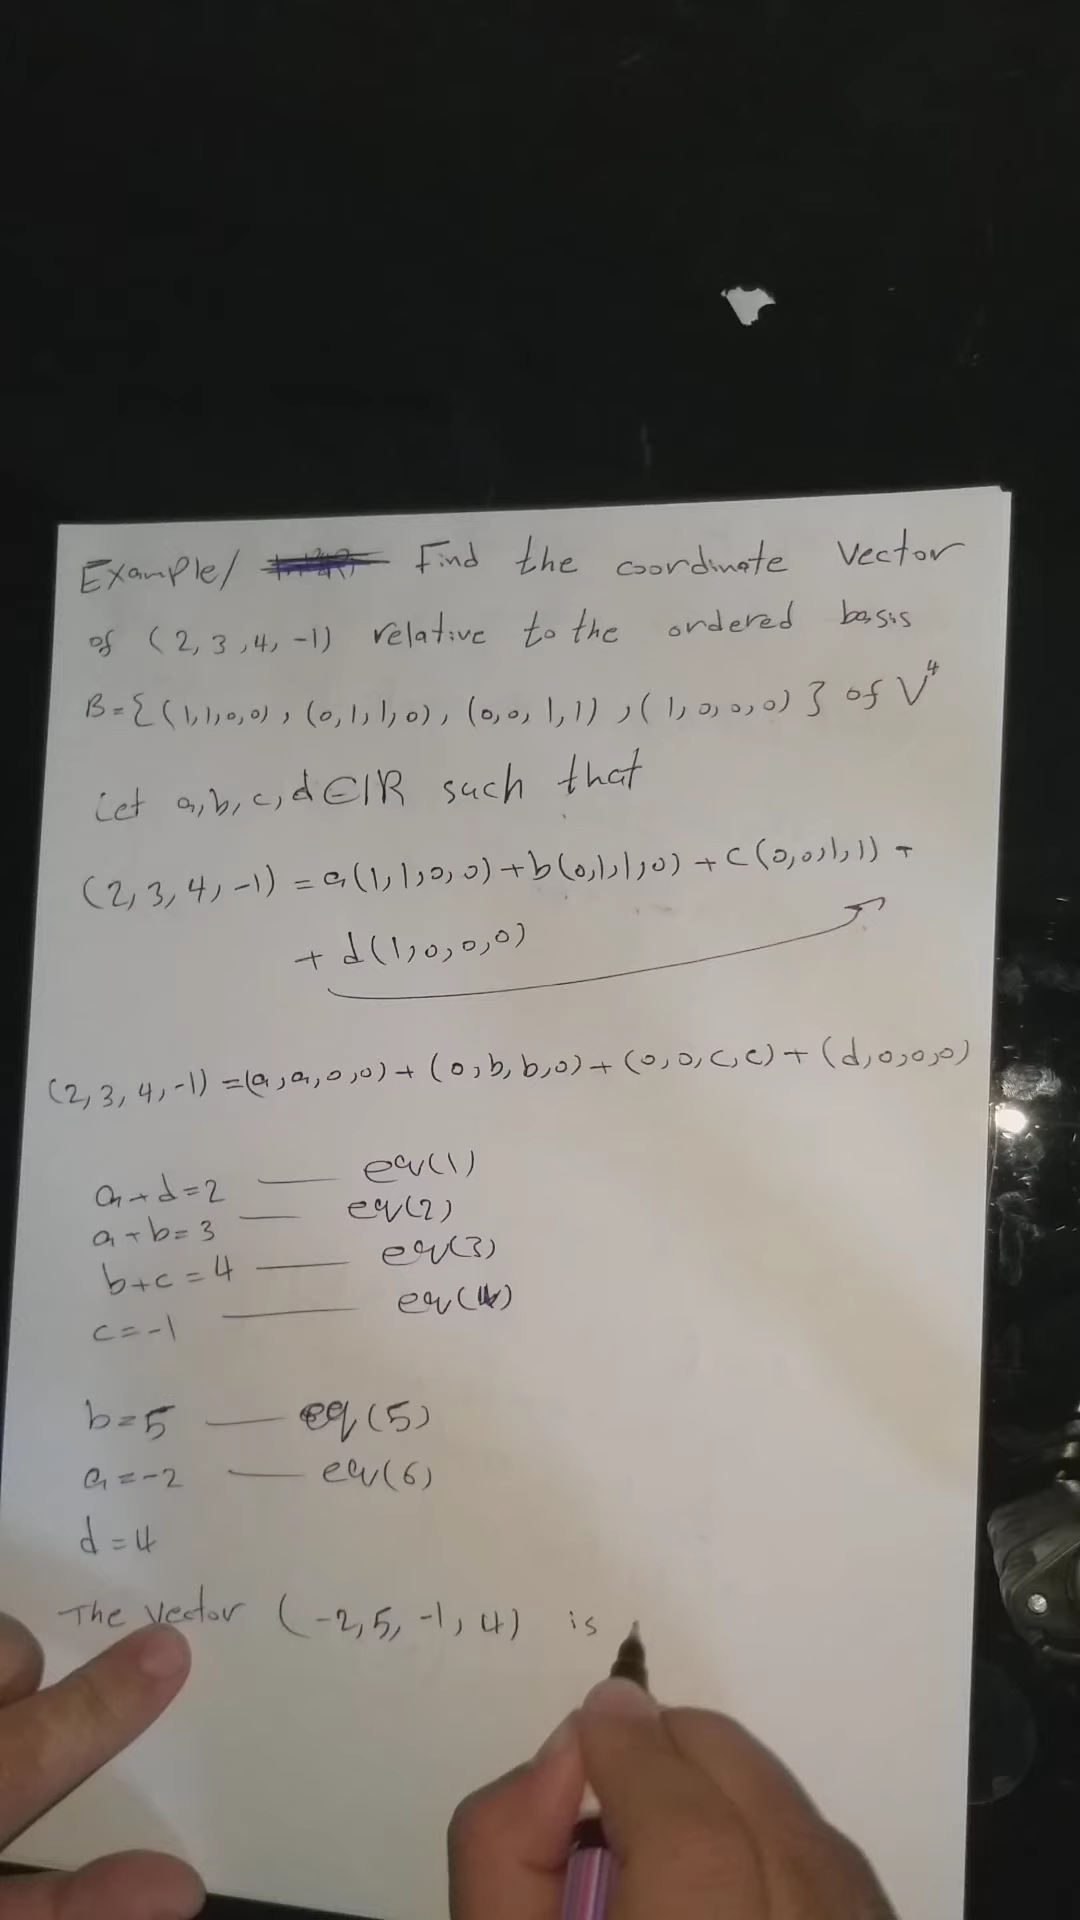 Example/ Find the coordinate vector
of (2, 3, 4, -1) relative to the ordered basis
B = { (1,1,0,0), (0,1,1,0), (0,0,1,1), (1,0,0,0) } of V⁴
Let a, b, c, d ∈ ℝ such that
(2, 3, 4, -1) = a(1,1,0,0) + b(0,1,1,0) + c(0,0,1,1) +
+ d(1,0,0,0)
(2, 3, 4, -1) = (a, a, 0, 0) + (0, b, b, 0) + (0, 0, c, c) + (d, 0, 0, 0)
a + d = 2 —— eq(1)
a + b = 3 —— eq(2)
b + c = 4 —— eq(3)
c = -1 —— eq(4)
b = 5 —— eq(5)
a = -2 —— eq(6)
d = 4
The vector (-2, 5, -1, 4) is